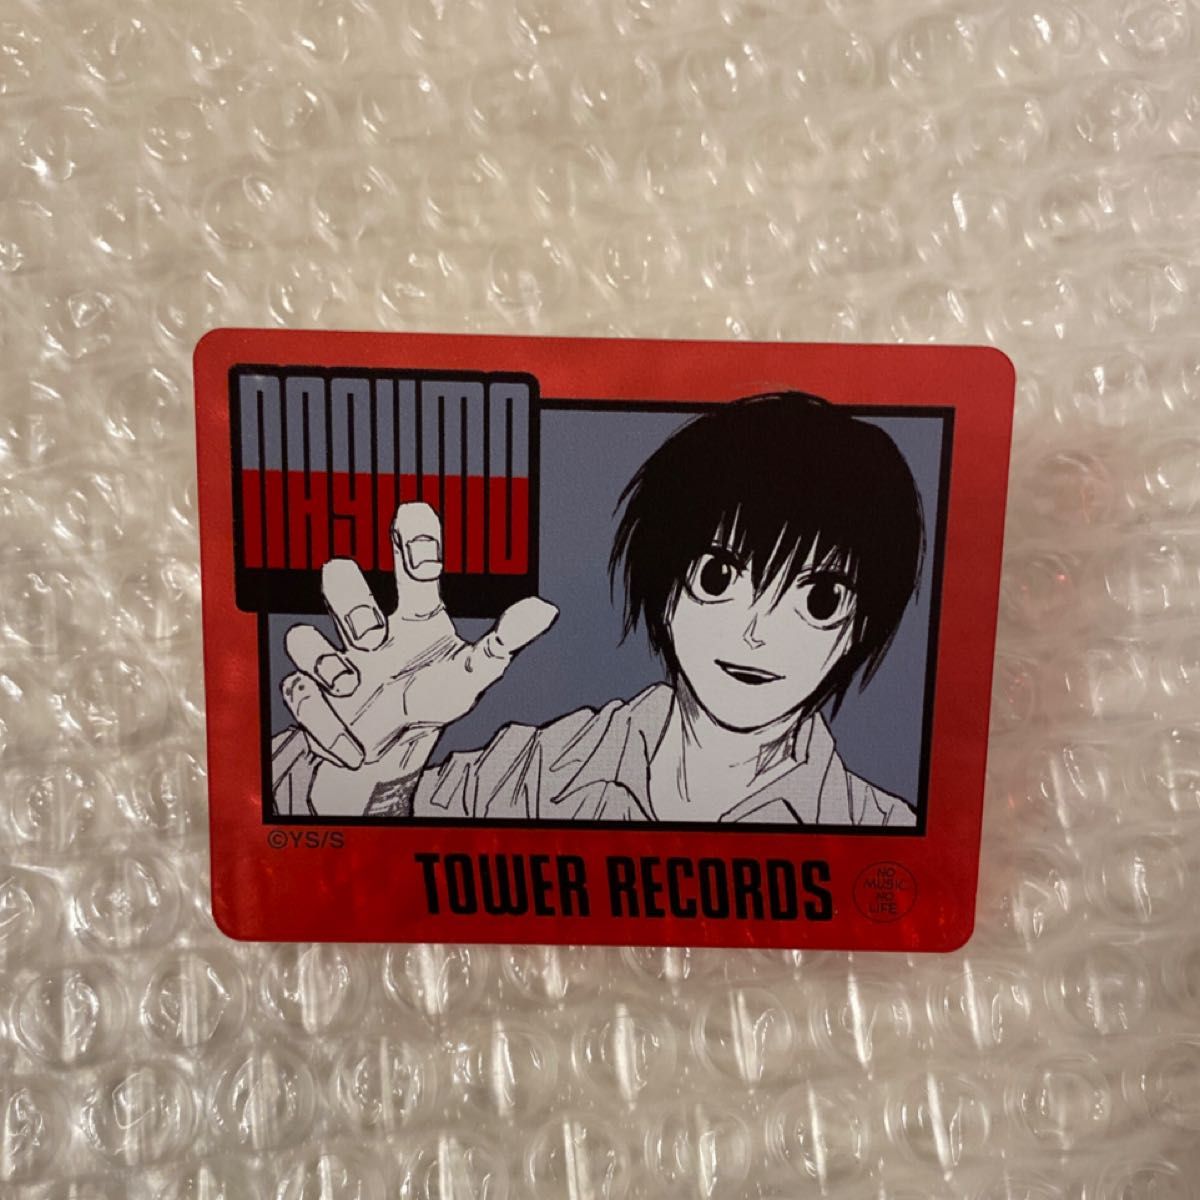 NAGUMO
©YS/S
TOWER RECORDS
NO
MUSIC
NO
LIFE